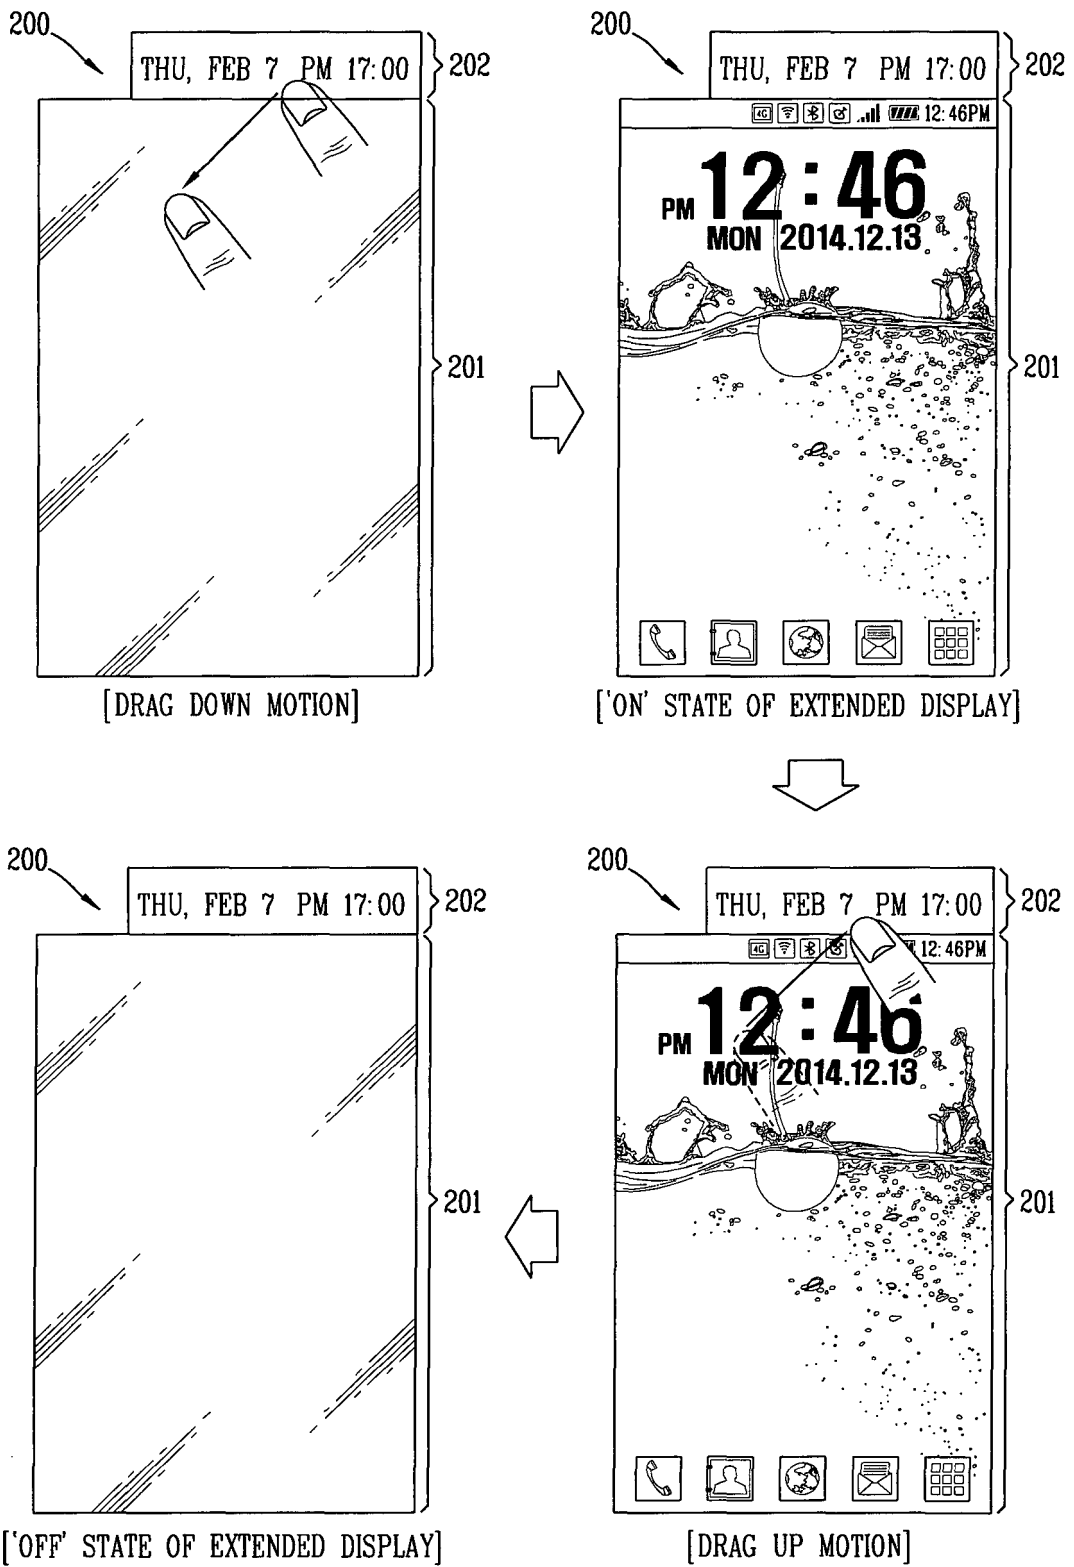 200
THU, FEB 7 PM 17:00
202
201
[DRAG DOWN MOTION]
200
THU, FEB 7 PM 17:00
202
4G 12:46PM
PM 12:46
MON 2014.12.13
201
['ON' STATE OF EXTENDED DISPLAY]
200
THU, FEB 7 PM 17:00
202
201
['OFF' STATE OF EXTENDED DISPLAY]
200
THU, FEB 7 PM 17:00
202
4G 12:46PM
PM 12:46
MON 2014.12.13
201
[DRAG UP MOTION]